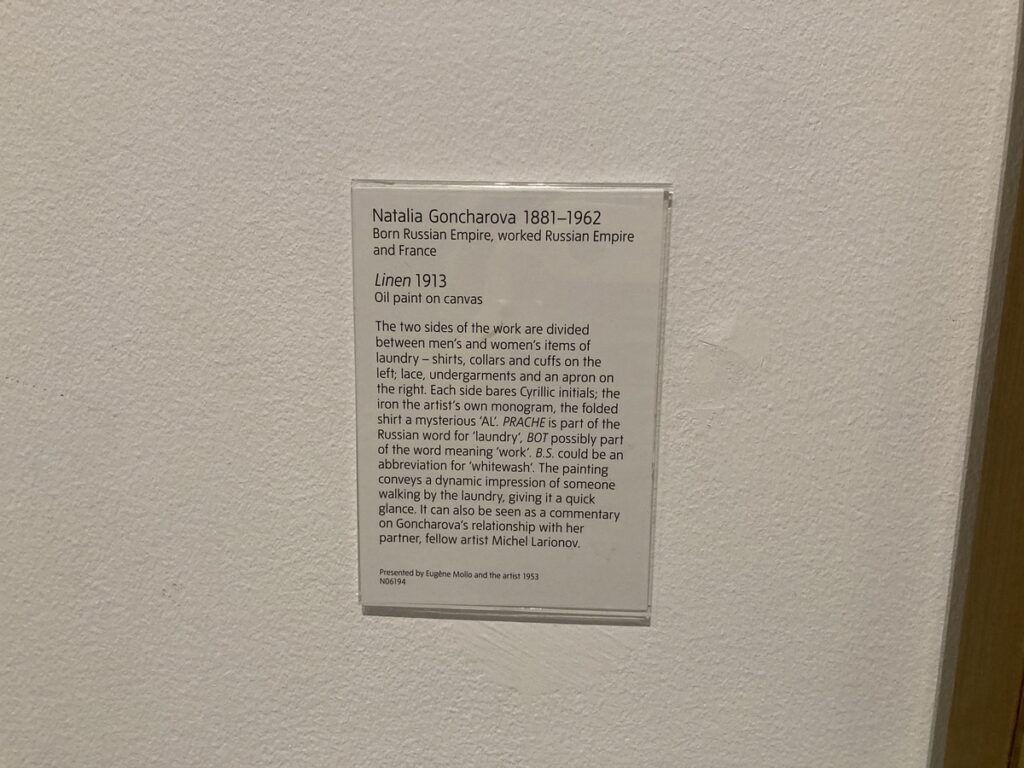 Natalia Goncharova 1881–1962
Born Russian Empire, worked Russian Empire
and France
Linen 1913
Oil paint on canvas
The two sides of the work are divided
between men's and women's items of
laundry – shirts, collars and cuffs on the
left; lace, undergarments and an apron on
the right. Each side bares Cyrillic initials; the
iron the artist's own monogram, the folded
shirt a mysterious 'AL'. PRACHE is part of the
Russian word for 'laundry', BOT possibly part
of the word meaning 'work'. B.S. could be an
abbreviation for 'whitewash'. The painting
conveys a dynamic impression of someone
walking by the laundry, giving it a quick
glance. It can also be seen as a commentary
on Goncharova's relationship with her
partner, fellow artist Michel Larionov.
Presented by Eugène Mollo and the artist 1953
N06194